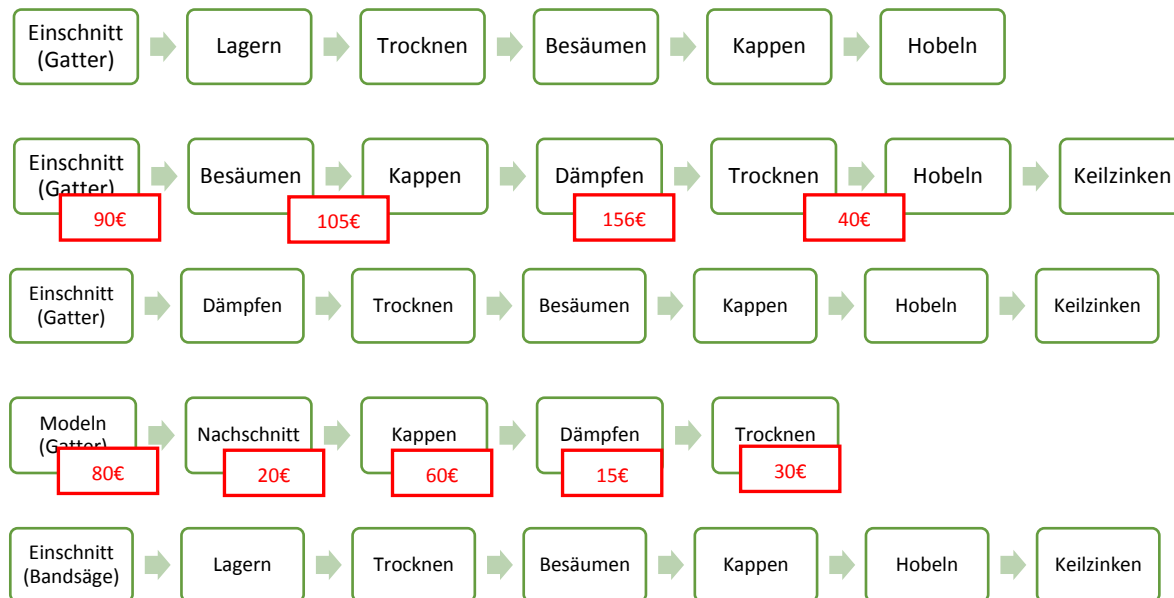 Einschnitt
(Gatter)
Lagern
Trocknen
Besäumen
Kappen
Hobeln
Einschnitt
(Gatter)
Besäumen
Kappen
Dämpfen
Trocknen
Hobeln
Keilzinken
90€
105€
156€
40€
Einschnitt
(Gatter)
Dämpfen
Trocknen
Besäumen
Kappen
Hobeln
Keilzinken
Modeln
(Gatter)
Nachschnitt
Kappen
Dämpfen
Trocknen
80€
20€
60€
15€
30€
Einschnitt
(Bandsäge)
Lagern
Trocknen
Besäumen
Kappen
Hobeln
Keilzinken